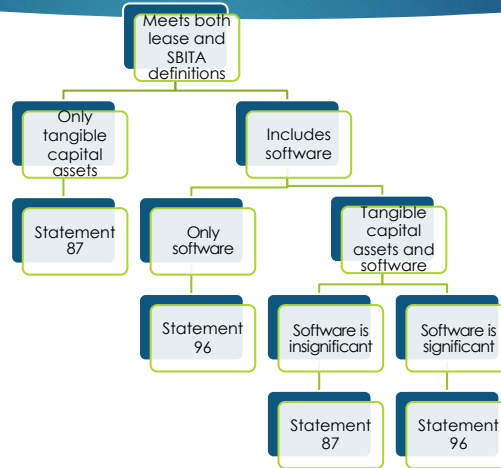 Meets both
lease and
SBITA
definitions
Only
tangible
capital
assets
Includes
software
Statement
87
Only
software
Tangible
capital
assets and
software
Statement
96
Software is
insignificant
Software is
significant
Statement
87
Statement
96